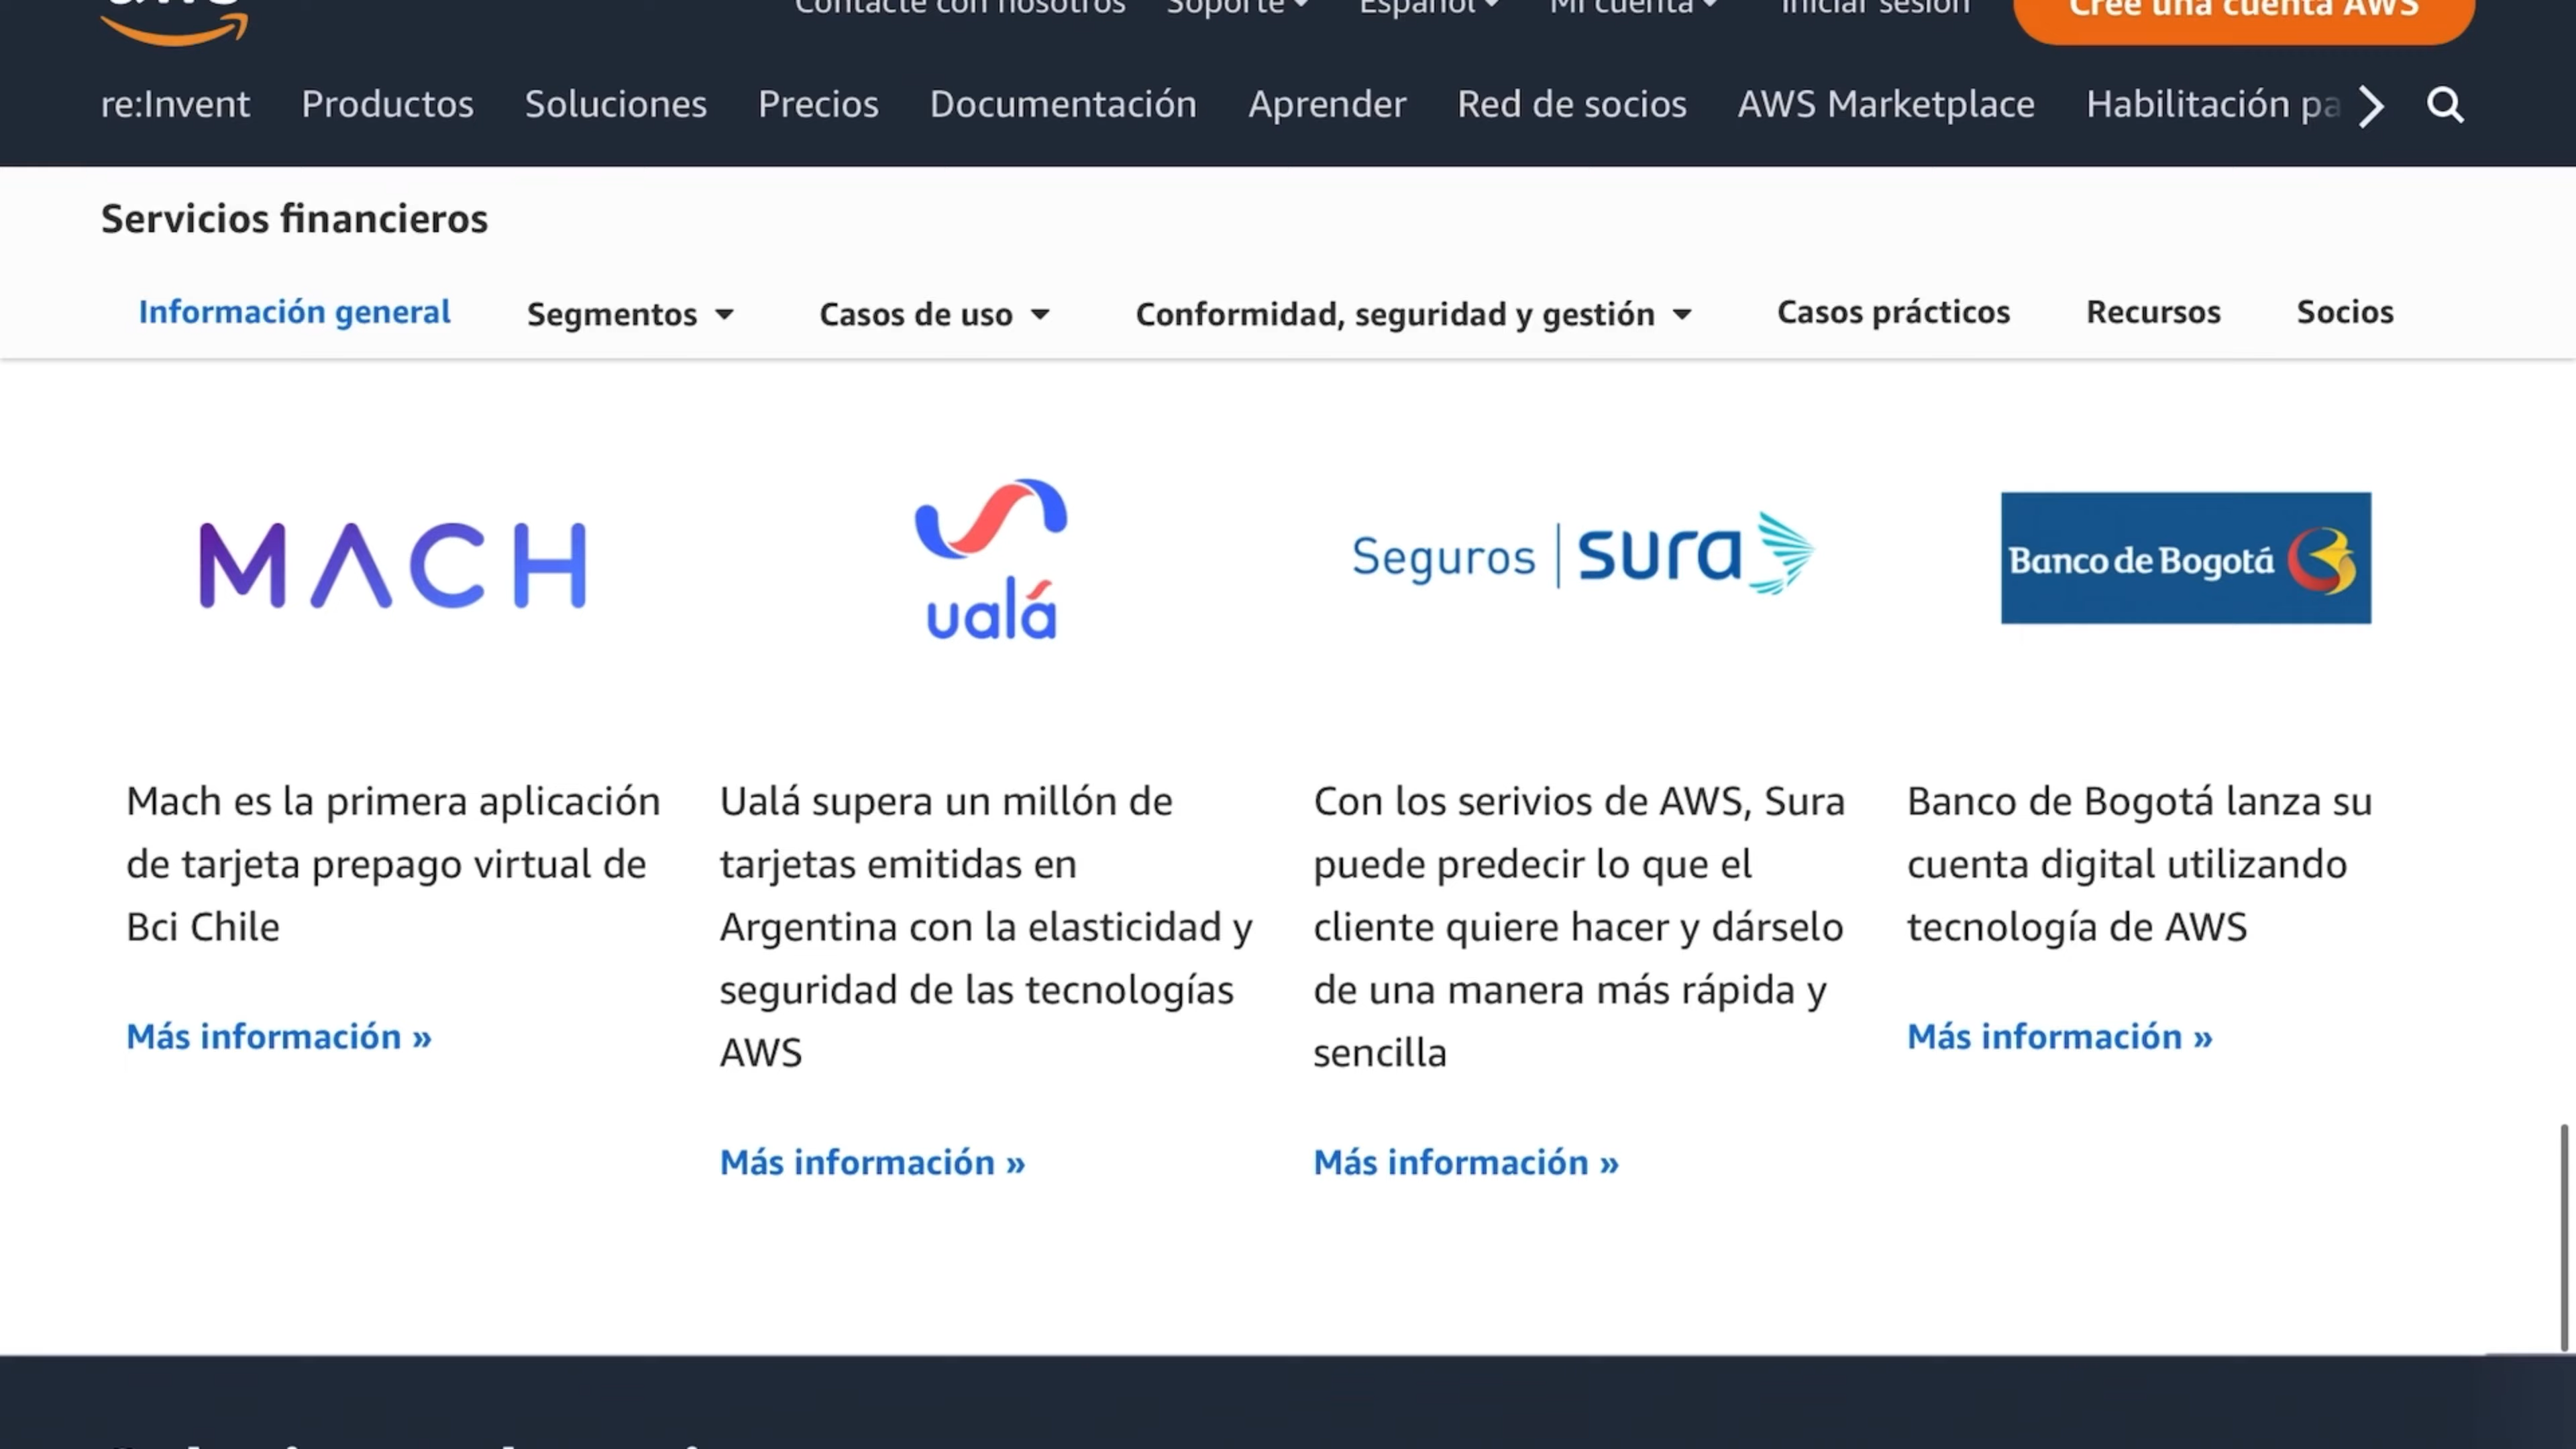 Contacte con nosotros Soporte Español Mi cuenta Iniciar sesión Cree una cuenta AWS
re:Invent Productos Soluciones Precios Documentación Aprender Red de socios AWS Marketplace Habilitación pa
Servicios financieros
Información general Segmentos Casos de uso Conformidad, seguridad y gestión Casos prácticos Recursos Socios
MACH
ualá
Seguros | sura
Banco de Bogotá
Mach es la primera aplicación
de tarjeta prepago virtual de
Bci Chile
Más información »
Ualá supera un millón de
tarjetas emitidas en
Argentina con la elasticidad y
seguridad de las tecnologías
AWS
Más información »
Con los serivios de AWS, Sura
puede predecir lo que el
cliente quiere hacer y dárselo
de una manera más rápida y
sencilla
Más información »
Banco de Bogotá lanza su
cuenta digital utilizando
tecnología de AWS
Más información »